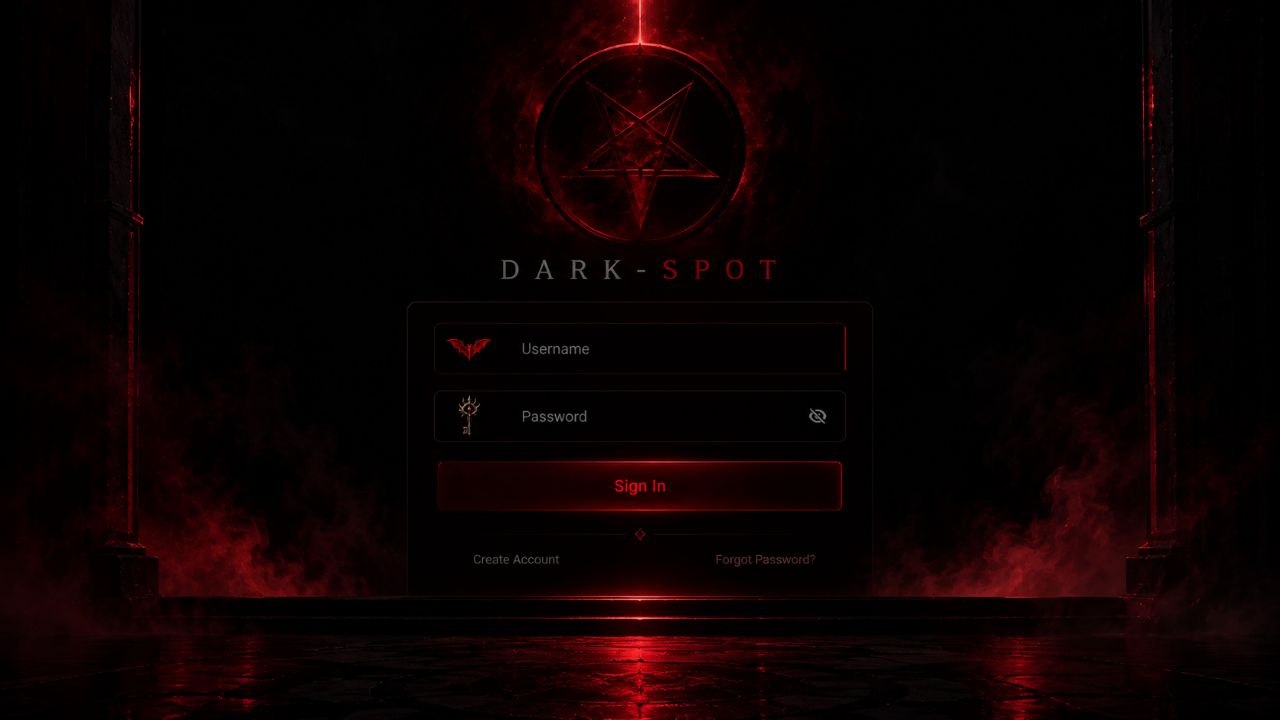 DARK-SPOT
Username
Password
Sign In
Create Account
Forgot Password?